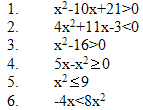 1. x²-10x+21>0
2. 4x²+11x-3<0
3. x²-16>0
4. 5x-x²≥0
5. x²≤9
6. -4x<8x²